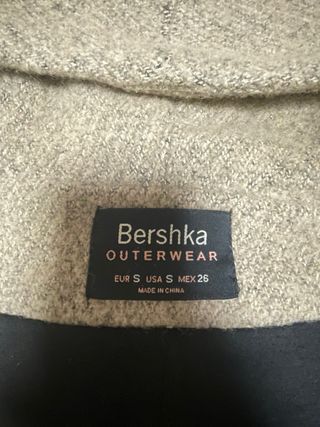 Bershka
OUTERWEAR
EUR S USA S MEX 26
MADE IN CHINA